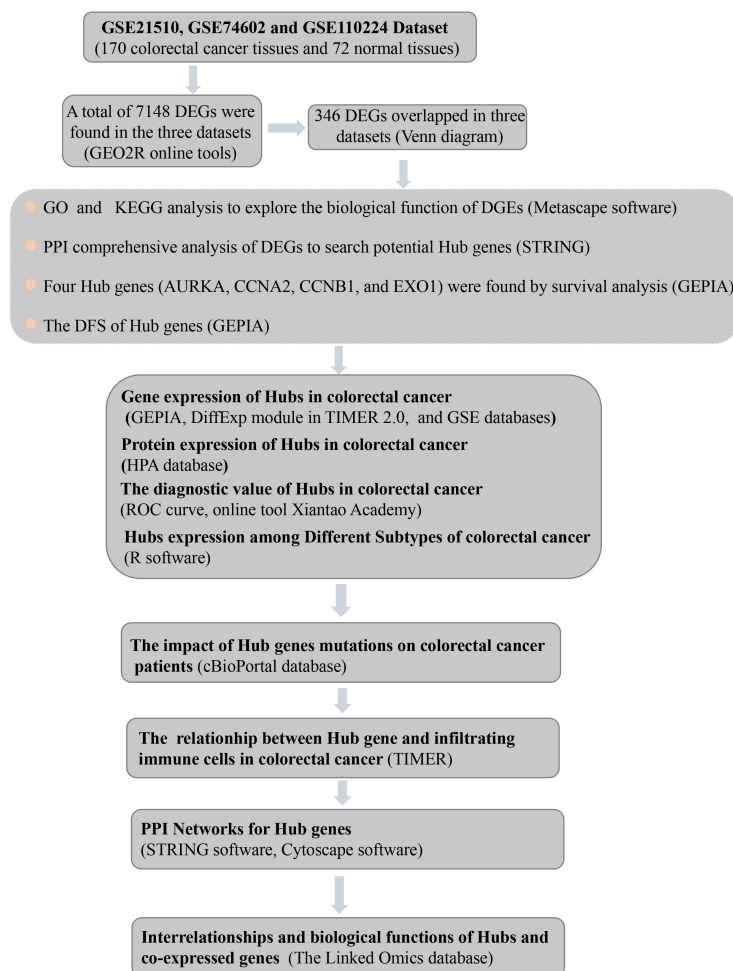 GSE21510, GSE74602 and GSE110224 Dataset
(170 colorectal cancer tissues and 72 normal tissues)
A total of 7148 DEGs were
found in the three datasets
(GEO2R online tools)
346 DEGs overlapped in three
datasets (Venn diagram)
GO and KEGG analysis to explore the biological function of DGEs (Metascape software)
PPI comprehensive analysis of DEGs to search potential Hub genes (STRING)
Four Hub genes (AURKA, CCNA2, CCNB1, and EXO1) were found by survival analysis (GEPIA)
The DFS of Hub genes (GEPIA)
Gene expression of Hubs in colorectal cancer
(GEPIA, DiffExp module in TIMER 2.0, and GSE databases)
Protein expression of Hubs in colorectal cancer
(HPA database)
The diagnostic value of Hubs in colorectal cancer
(ROC curve, online tool Xiantao Academy)
Hubs expression among Different Subtypes of colorectal cancer
(R software)
The impact of Hub genes mutations on colorectal cancer
patients (cBioPortal database)
The relationship between Hub gene and infiltrating
immune cells in colorectal cancer (TIMER)
PPI Networks for Hub genes
(STRING software, Cytoscape software)
Interrelationships and biological functions of Hubs and
co-expressed genes (The Linked Omics database)